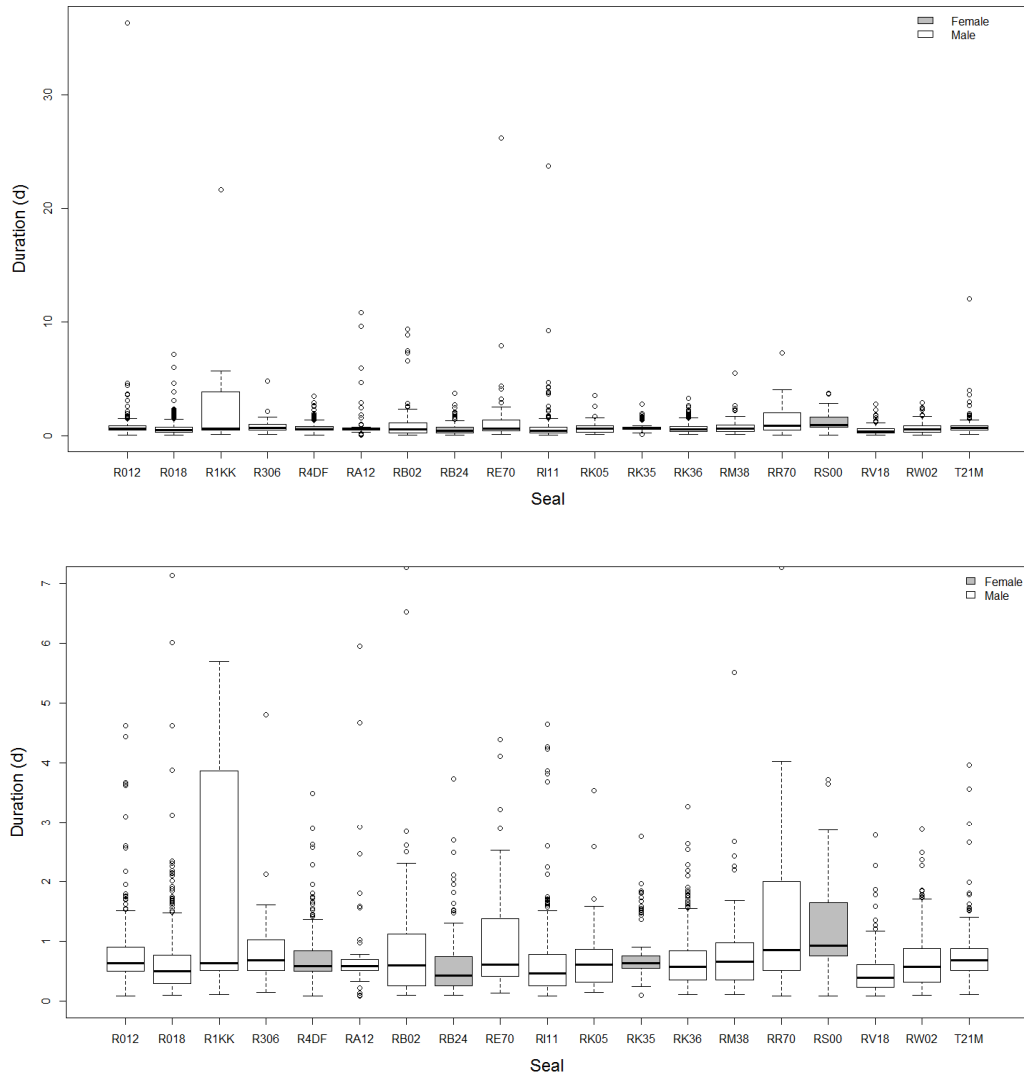 Female
Male
30
20
10
0
Duration (d)
R012 R018 R1KK R306 R4DF RA12 RB02 RB24 RE70 RI11 RK05 RK35 RK36 RM38 RR70 RS00 RV18 RW02 T21M
Seal
Female
Male
7
6
5
4
3
2
1
0
Duration (d)
R012 R018 R1KK R306 R4DF RA12 RB02 RB24 RE70 RI11 RK05 RK35 RK36 RM38 RR70 RS00 RV18 RW02 T21M
Seal